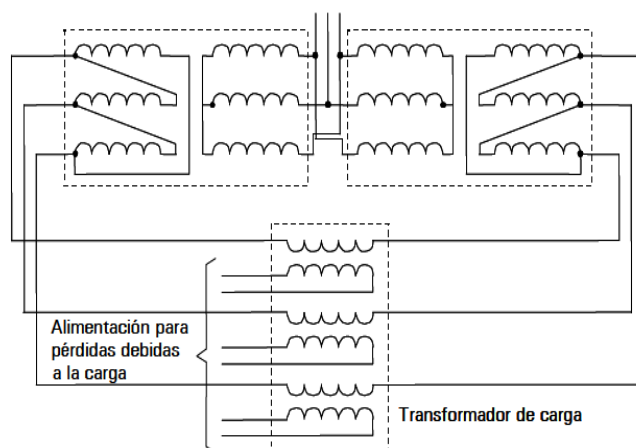 Alimentación para
pérdidas debidas
a la carga
Transformador de carga